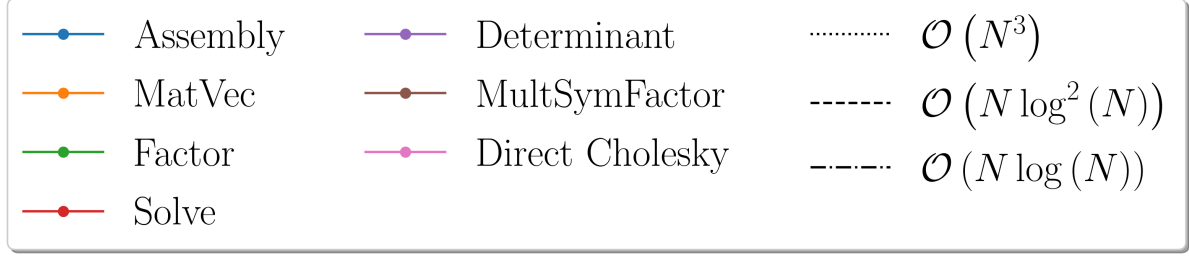 Assembly
MatVec
Factor
Solve
Determinant
MultSymFactor
Direct Cholesky
𝒪 (N³)
𝒪 (N log² (N))
𝒪 (N log (N))